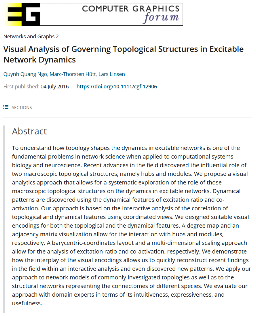 COMPUTER GRAPHICS
forum
Networks and Graphs 2
Visual Analysis of Governing Topological Structures in Excitable
Network Dynamics
Quynh Quang Ngo, Marc-Thorsten Hütt, Lars Linsen
First published: 04 July 2016
SECTIONS
Abstract
To understand how topology shapes the dynamics in excitable networks is one of the
fundamental problems in network science when applied to computational systems
biology and neuroscience. Recent advances in the field discovered the influential role of
two macroscopic topological structures, namely hubs and modules. We propose a visual
analytics approach that allows for a systematic exploration of the role of those
macroscopic topological structures on the dynamics in excitable networks. Dynamical
patterns are discovered using the dynamical features of excitation ratio and co-
activation. Our approach is based on the interactive analysis of the correlation of
topological and dynamical features using coordinated views. We designed suitable visual
encodings for both the topological and the dynamical features. A degree map and an
adjacency matrix visualization allow for the interaction with hubs and modules,
respectively. A barycentric-coordinates layout and a multi-dimensional scaling approach
allow for the analysis of excitation ratio and co-activation, respectively. We demonstrate
how the interplay of the visual encodings allows us to quickly reconstruct recent findings
in the field within an interactive analysis and even discovered new patterns. We apply our
approach to network models of commonly investigated topologies as well as to the
structural networks representing the connectomes of different species. We evaluate our
approach with domain experts in terms of its intuitiveness, expressiveness, and
usefulness.